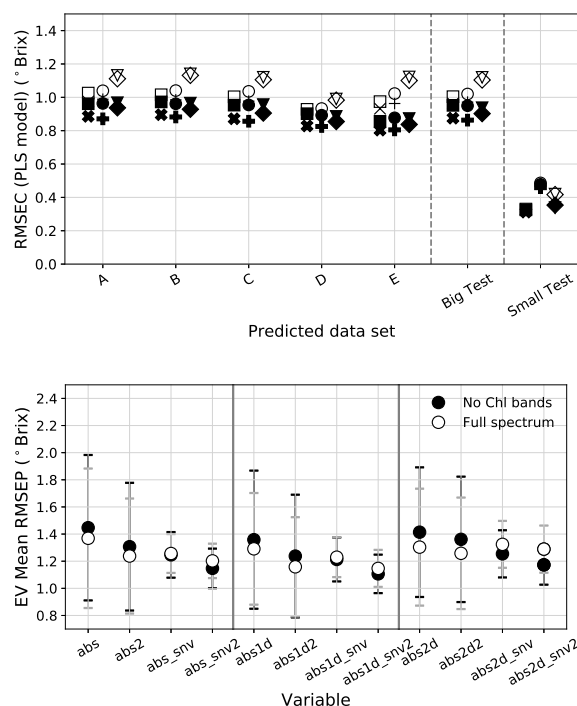 1.4
1.2
1.0
0.8
0.6
0.4
0.2
0.0
RMSEC (PLS model) (°Brix)
A
B
C
D
E
Big Test
Small Test
Predicted data set
2.4
2.2
2.0
1.8
1.6
1.4
1.2
1.0
0.8
EV Mean RMSEP (°Brix)
No Chl bands
Full spectrum
abs
abs2
abs_snv
abs_snv2
abs1d
abs1d2
abs1d_snv
abs1d_snv2
abs2d
abs2d2
abs2d_snv
abs2d_snv2
Variable